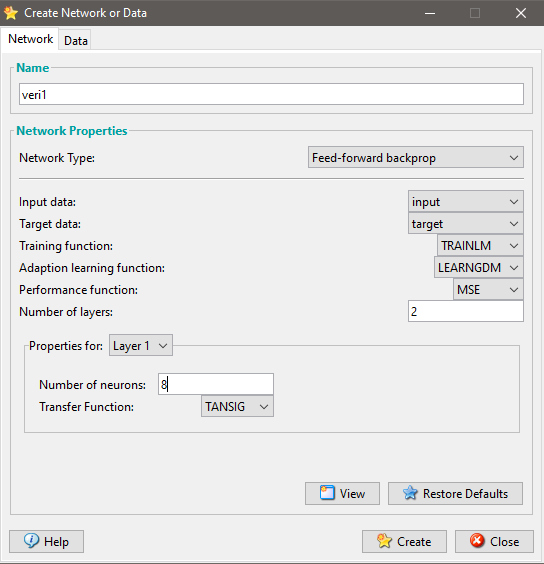 Create Network or Data
Network Data
Name
veri1
Network Properties
Network Type: Feed-forward backprop
Input data: input
Target data: target
Training function: TRAINLM
Adaption learning function: LEARNGDM
Performance function: MSE
Number of layers: 2
Properties for: Layer 1
Number of neurons: 8
Transfer Function: TANSIG
View Restore Defaults
Help Create Close